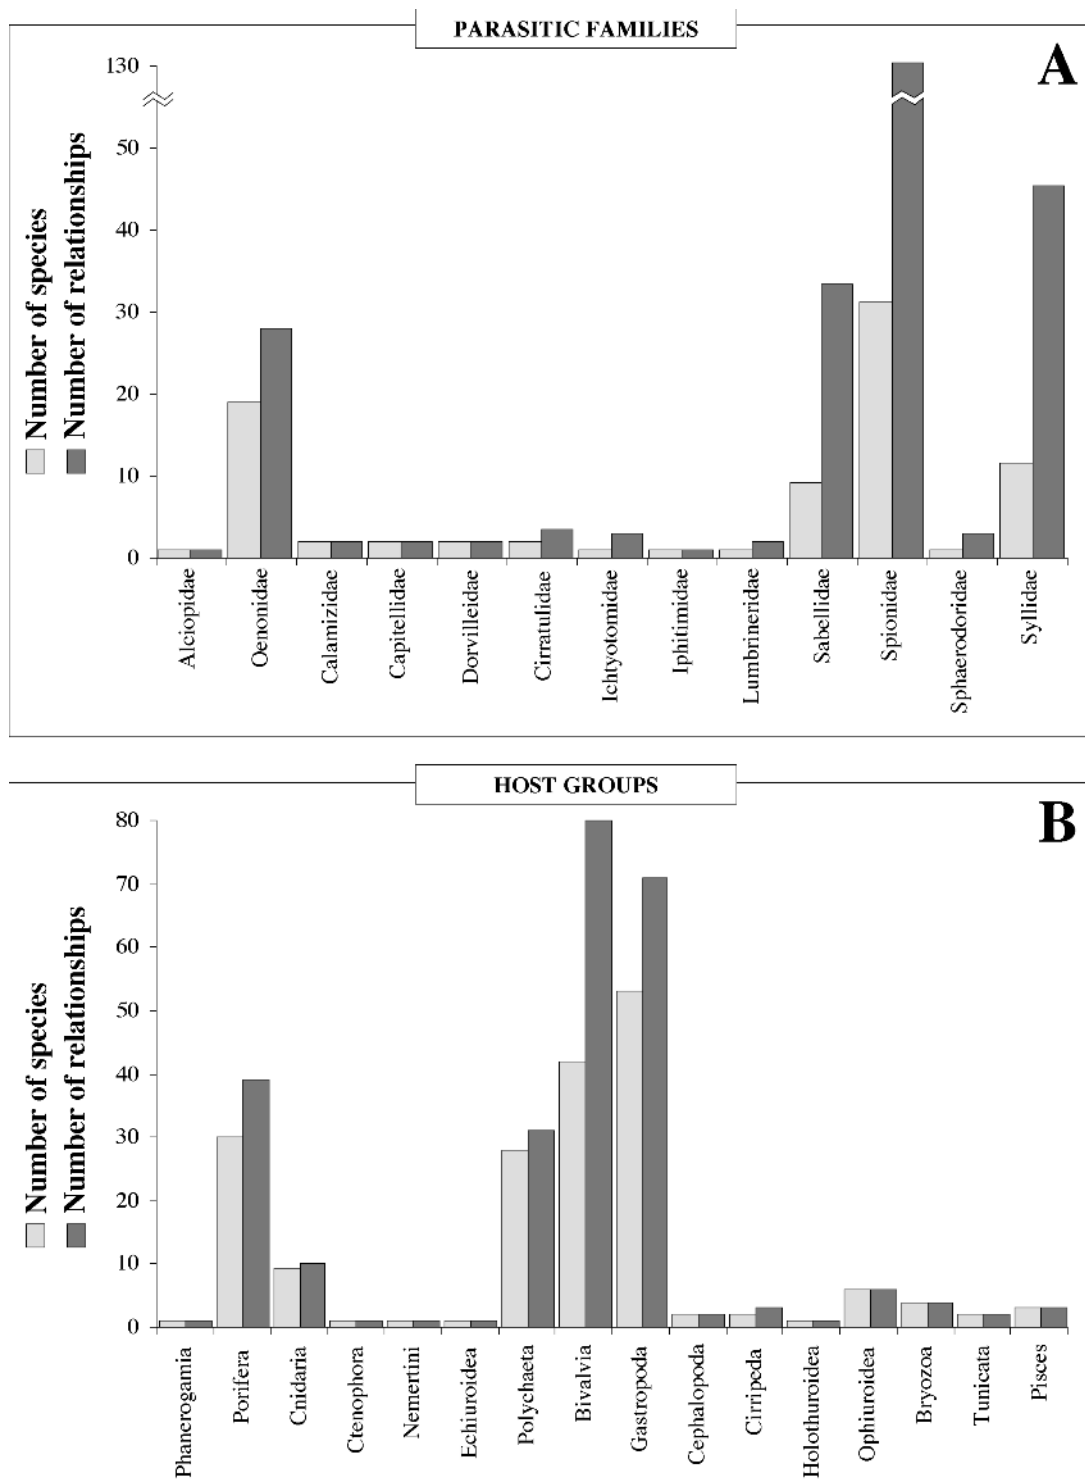 PARASITIC FAMILIES
A
Number of species
Number of relationships
130
50
40
30
20
10
0
Alciopidae
Oenonidae
Calamizidae
Capitellidae
Dorvilleidae
Cirratulidae
Ichtyotomidae
Iphitimidae
Lumbrineridae
Sabellidae
Spionidae
Sphaerodoridae
Syllidae
HOST GROUPS
B
Number of species
Number of relationships
80
70
60
50
40
30
20
10
0
Phanerogamia
Porifera
Cnidaria
Ctenophora
Nemertini
Echiuroidea
Polychaeta
Bivalvia
Gastropoda
Cephalopoda
Cirripeda
Holothuroidea
Ophiuroidea
Bryozoa
Tunicata
Pisces